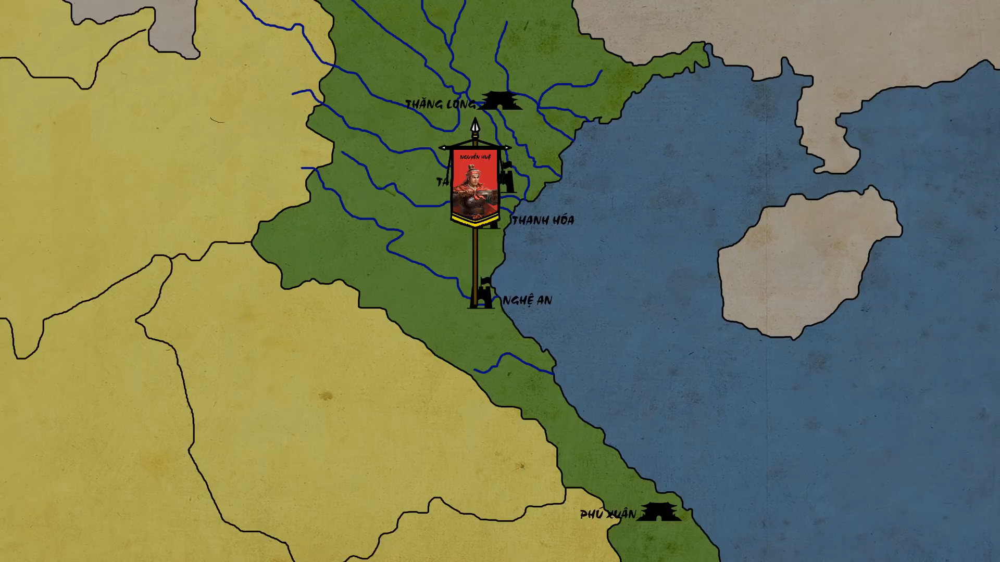 THĂNG LONG
NGUYỄN HUỆ
THANH HÓA
NGHỆ AN
PHÚ XUÂN